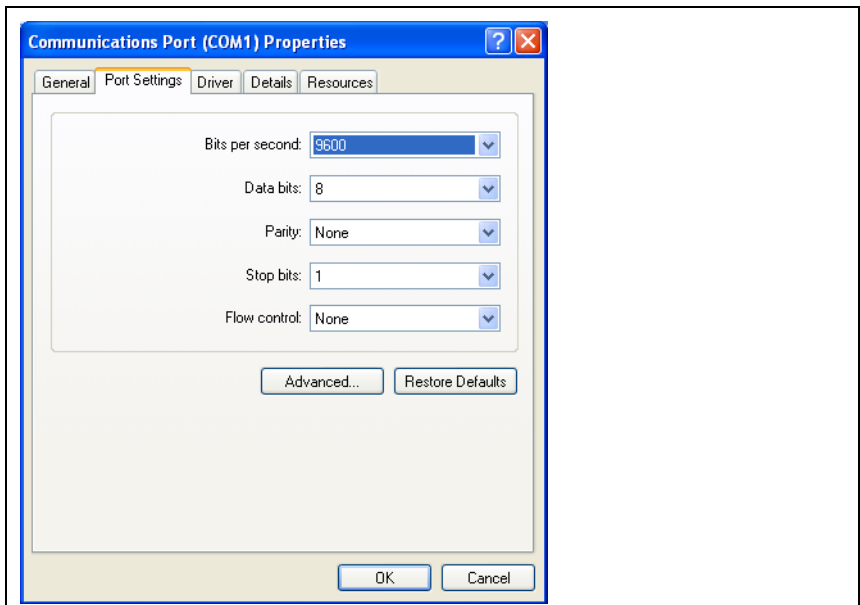 Communications Port (COM1) Properties
General Port Settings Driver Details Resources
Bits per second: 9600
Data bits: 8
Parity: None
Stop bits: 1
Flow control: None
Advanced... Restore Defaults
OK Cancel